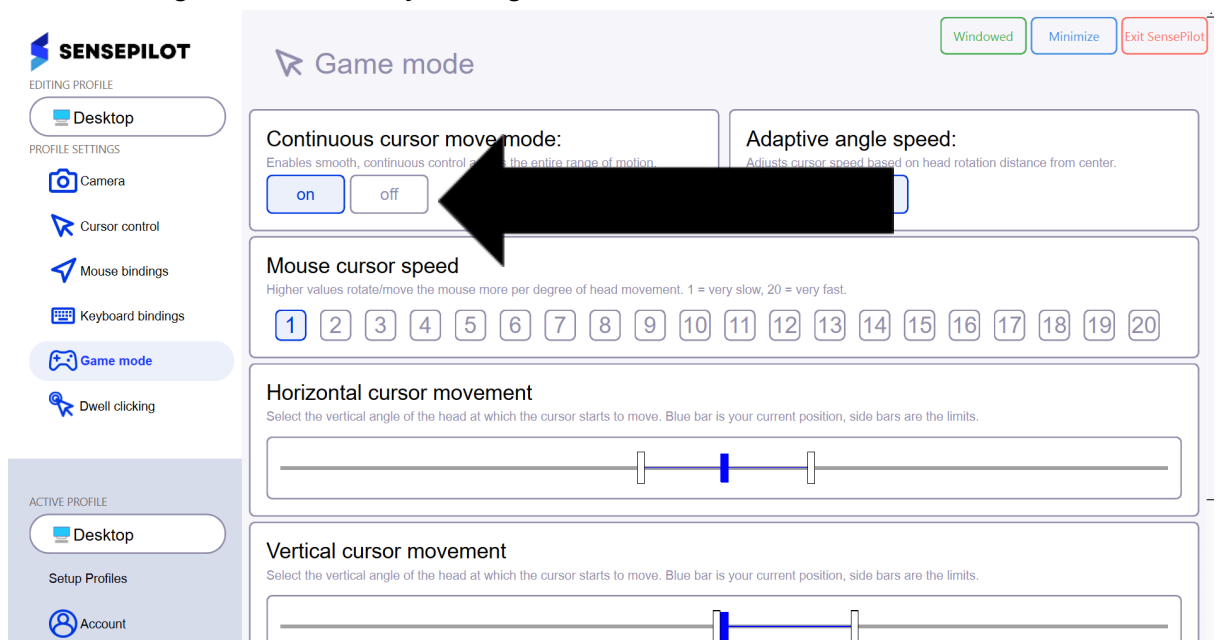 SENSEPILOT
EDITING PROFILE
Desktop
PROFILE SETTINGS
Camera
Cursor control
Mouse bindings
Keyboard bindings
Game mode
Dwell clicking
ACTIVE PROFILE
Desktop
Setup Profiles
Account
Game mode
Windowed Minimize Exit SensePilot
Continuous cursor move mode:
Enables smooth, continuous control the entire range of motion.
on off
Adaptive angle speed:
Adjusts cursor speed based on head rotation distance from center.
Mouse cursor speed
Higher values rotate/move the mouse more per degree of head movement. 1 = very slow, 20 = very fast.
1 2 3 4 5 6 7 8 9 10 11 12 13 14 15 16 17 18 19 20
Horizontal cursor movement
Select the vertical angle of the head at which the cursor starts to move. Blue bar is your current position, side bars are the limits.
Vertical cursor movement
Select the vertical angle of the head at which the cursor starts to move. Blue bar is your current position, side bars are the limits.